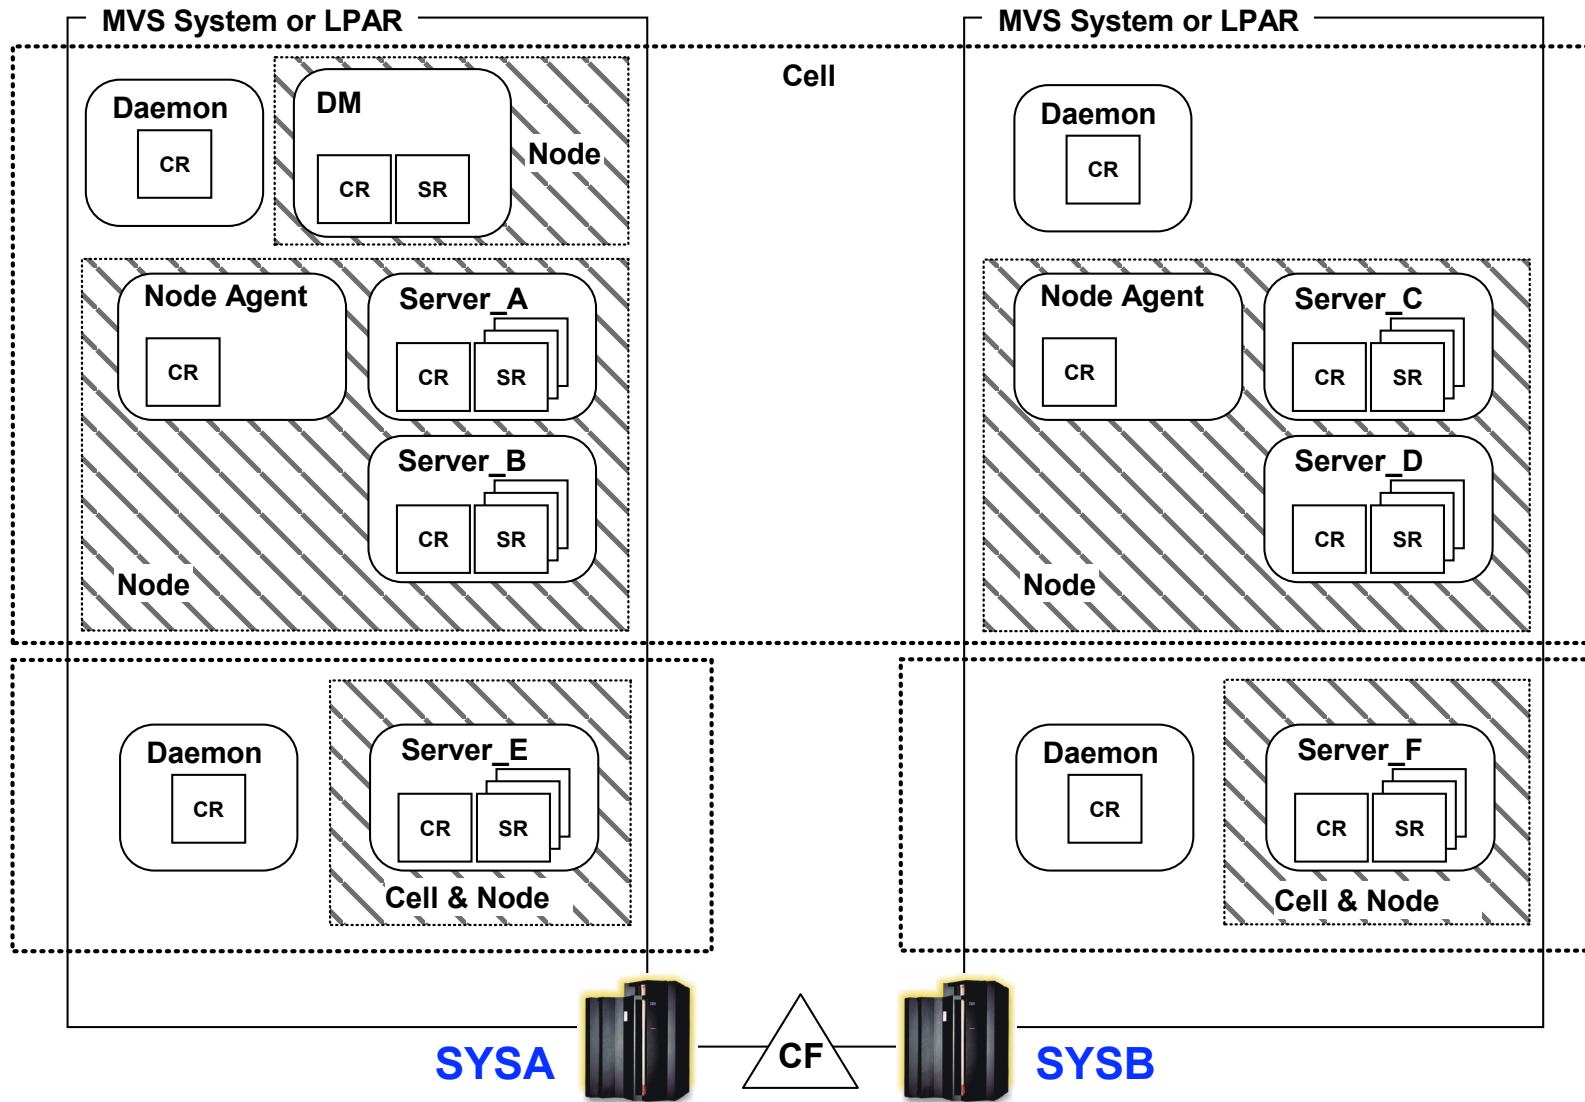 MVS System or LPAR
MVS System or LPAR
Cell
Daemon
CR
DM
CR
SR
Node
Daemon
CR
Node Agent
CR
Server_A
CR
SR
Server_B
CR
SR
Node
Node Agent
CR
Server_C
CR
SR
Server_D
CR
SR
Node
Daemon
CR
Server_E
CR
SR
Cell & Node
Daemon
CR
Server_F
CR
SR
Cell & Node
SYSA
CF
SYSB